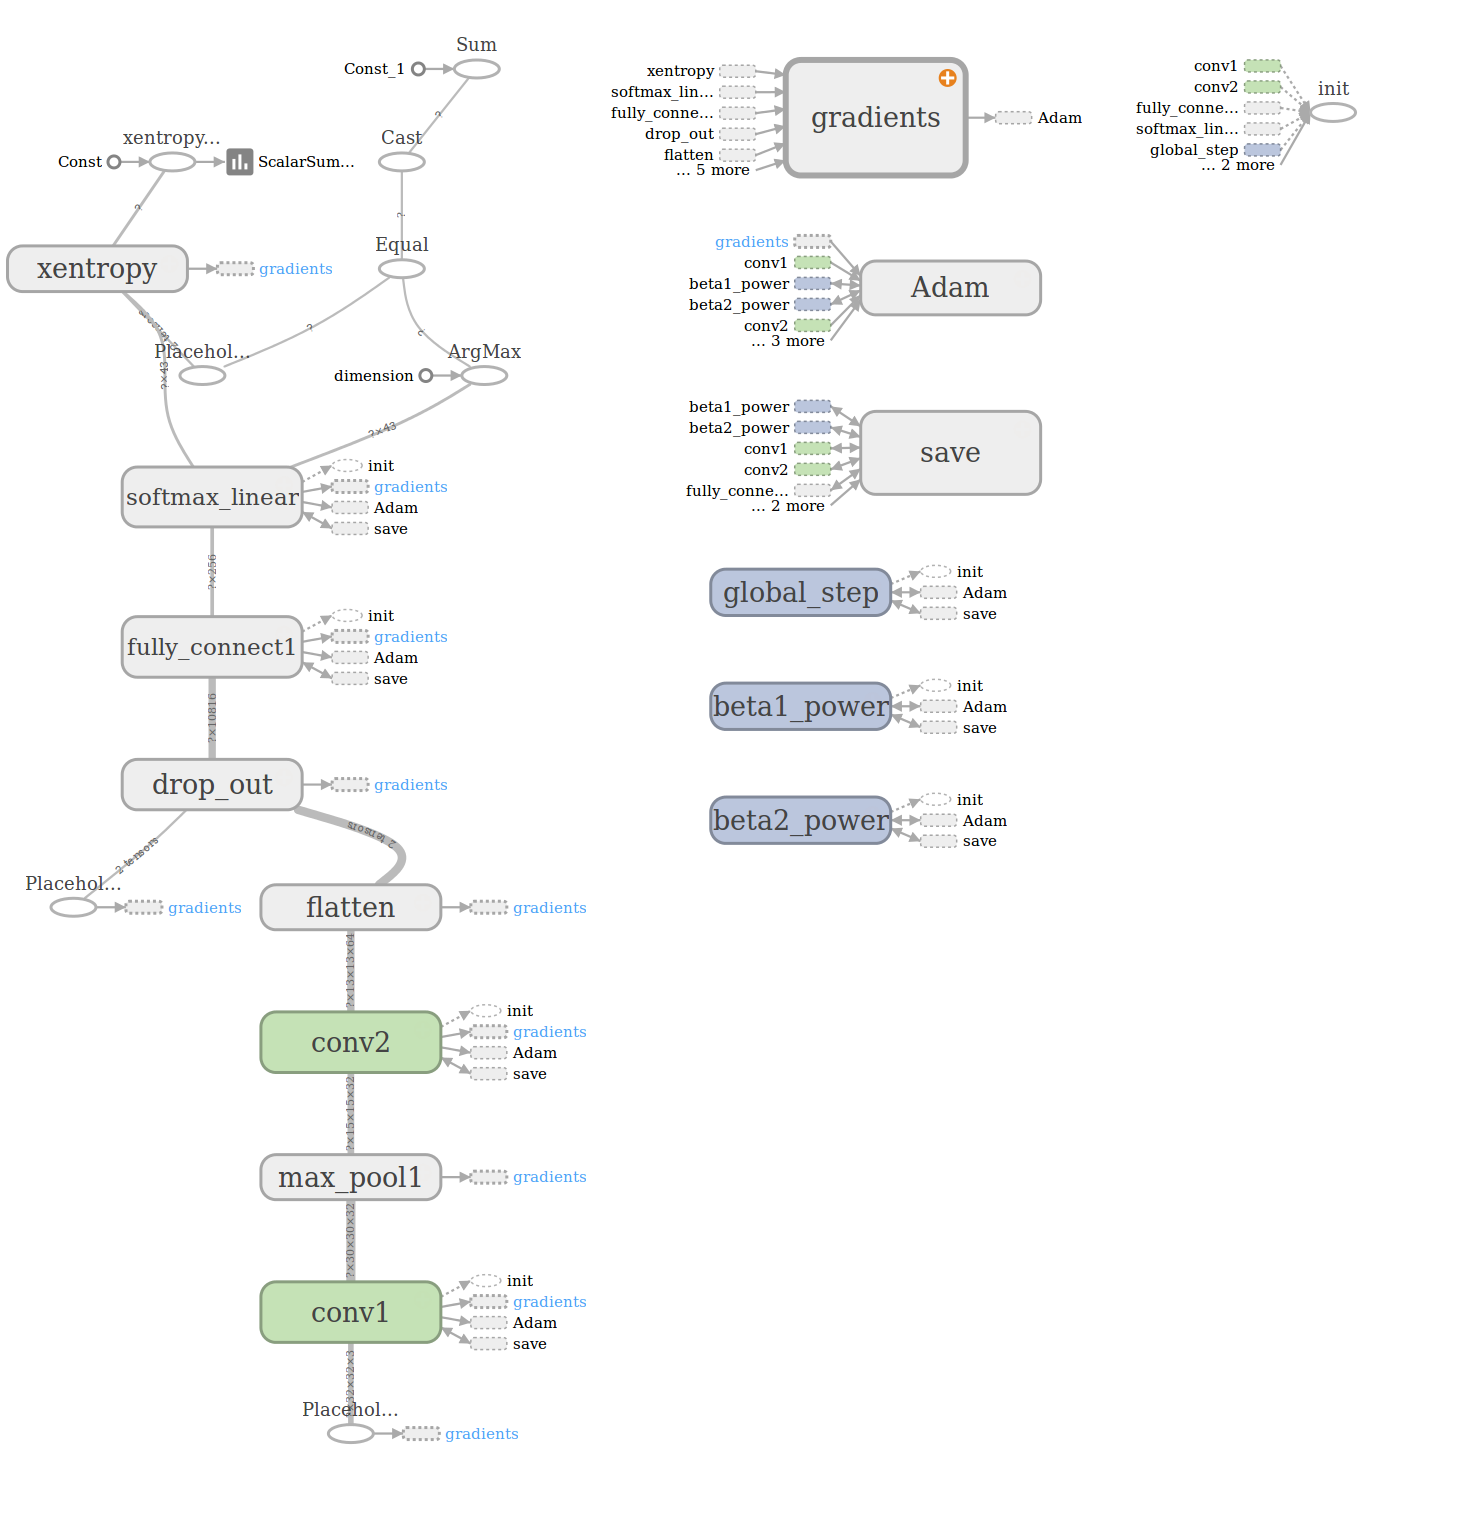 Sum
Const_1
?
xentropy...
Cast
Const
ScalarSum...
?
?
Equal
xentropy
gradients
?
?
2 tensors
Placehol...
ArgMax
dimension
?×43
?×43
softmax_linear
init
gradients
Adam
save
?×256
fully_connect1
init
gradients
Adam
save
?×10816
drop_out
gradients
2 tensors
2 tensors
Placehol...
gradients
flatten
gradients
?×13×13×64
conv2
init
gradients
Adam
save
?×15×15×32
max_pool1
gradients
?×30×30×32
conv1
init
gradients
Adam
save
?×32×32×3
Placehol...
gradients
xentropy
softmax_lin...
fully_conne...
drop_out
flatten
... 5 more
gradients
Adam
conv1
conv2
fully_conne...
softmax_lin...
global_step
... 2 more
init
gradients
conv1
beta1_power
beta2_power
conv2
... 3 more
Adam
beta1_power
beta2_power
conv1
conv2
fully_conne...
... 2 more
save
global_step
init
Adam
save
beta1_power
init
Adam
save
beta2_power
init
Adam
save